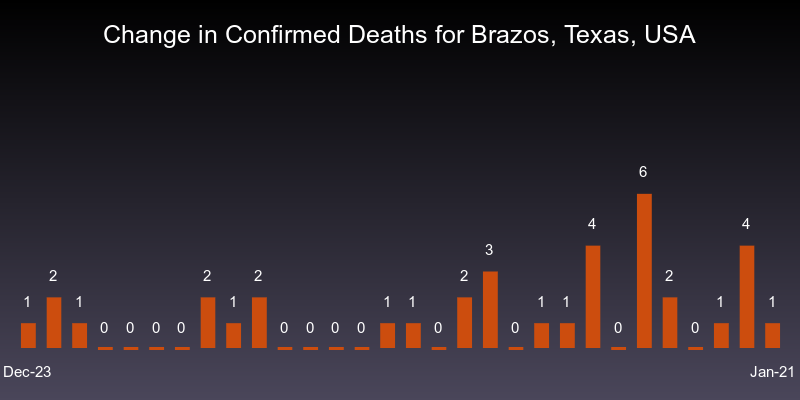 Change in Confirmed Deaths for Brazos, Texas, USA
6
4 4
3
2 2 2 2 2
1 1 1 1 1 1 1 1 1
0 0 0 0 0 0 0 0 0 0 0 0
Dec-23 Jan-21